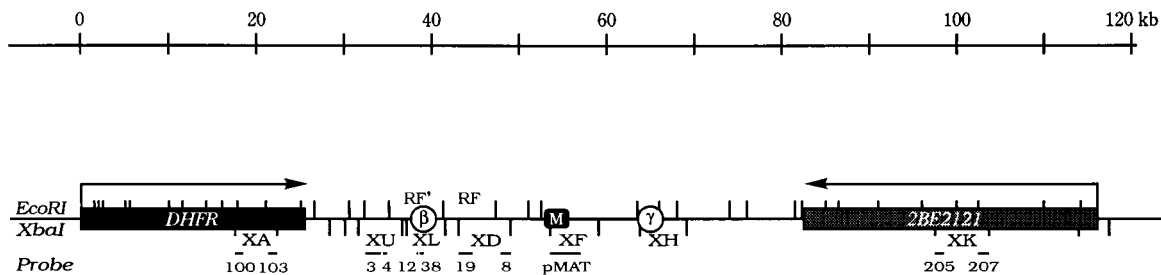 0 20 40 60 80 100 120 kb
RF' RF
EcoRI DHFR β M γ 2BE2121
XbaI XA XU XL XD XF XH XK
Probe 100 103 3 4 12 38 19 8 pMAT 205 207